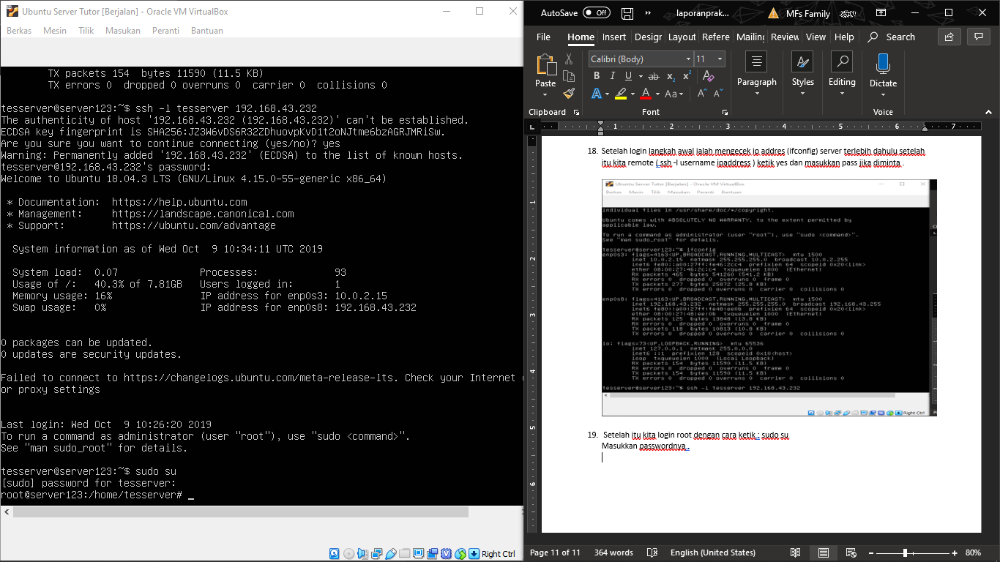 Ubuntu Server Tutor [Berjalan] - Oracle VM VirtualBox
Berkas Mesin Tilik Masukan Peranti Bantuan
TX packets 154 bytes 11590 (11.5 KB)
TX errors 0 dropped 0 overruns 0 carrier 0 collisions 0
tesserver@server123:~$ ssh -l tesserver 192.168.43.232
The authenticity of host '192.168.43.232 (192.168.43.232)' can't be established.
ECDSA key fingerprint is SHA256:JZ3W6vDS6R32ZDhuovpKvD1t2oNJtme6bzAGRJMRiSw.
Are you sure you want to continue connecting (yes/no)? yes
Warning: Permanently added '192.168.43.232' (ECDSA) to the list of known hosts.
tesserver@192.168.43.232's password:
Welcome to Ubuntu 18.04.3 LTS (GNU/Linux 4.15.0-55-generic x86_64)
* Documentation: https://help.ubuntu.com
* Management: https://landscape.canonical.com
* Support: https://ubuntu.com/advantage
System information as of Wed Oct 9 10:34:11 UTC 2019
System load: 0.07 Processes: 93
Usage of /: 40.3% of 7.81GB Users logged in: 1
Memory usage: 16% IP address for enp0s3: 10.0.2.15
Swap usage: 0% IP address for enp0s8: 192.168.43.232
0 packages can be updated.
0 updates are security updates.
Failed to connect to https://changelogs.ubuntu.com/meta-release-lts. Check your Internet
or proxy settings
Last login: Wed Oct 9 10:26:20 2019
To run a command as administrator (user "root"), use "sudo <command>".
See "man sudo_root" for details.
tesserver@server123:~$ sudo su
[sudo] password for tesserver:
root@server123:/home/tesserver# _
Right Ctrl
AutoSave Off laporanprak... MFs Family
File Home Insert Desigr Layout Refere Mailing Review View Help Search
Paste
Calibri (Body) 11
B I U ab x2 x2
A A Aa A A
Paragraph Styles Editing Dictate
Clipboard Font Voice
1 2 3 4 5 6 7
1
2
3
4
5
6
18. Setelah login langkah awal ialah mengecek ip addres (ifconfig) server terlebih dahulu setelah
itu kita remote ( ssh -l username ipaddress ) ketik yes dan masukkan pass jika diminta .
Ubuntu Server Tutor [Berjalan] - Oracle VM VirtualBox
Berkas Mesin Tilik Masukan Peranti Bantuan
individual files in /usr/share/doc/*/copyright.
Ubuntu comes with ABSOLUTELY NO WARRANTY, to the extent permitted by
applicable law.
To run a command as administrator (user "root"), use "sudo <command>".
See "man sudo_root" for details.
tesserver@server123:~$ ifconfig
enp0s3: flags=4163<UP,BROADCAST,RUNNING,MULTICAST> mtu 1500
inet 10.0.2.15 netmask 255.255.255.0 broadcast 10.0.2.255
inet6 fe80::a00:27ff:fe46:2cc4 prefixlen 64 scopeid 0x20<link>
ether 08:00:27:46:2c:c4 txqueuelen 1000 (Ethernet)
RX packets 465 bytes 541260 (541.2 KB)
RX errors 0 dropped 0 overruns 0 frame 0
TX packets 277 bytes 25872 (25.8 KB)
TX errors 0 dropped 0 overruns 0 carrier 0 collisions 0
enp0s8: flags=4163<UP,BROADCAST,RUNNING,MULTICAST> mtu 1500
inet 192.168.43.232 netmask 255.255.255.0 broadcast 192.168.43.255
inet6 fe80::a00:27ff:fe48:ee0b prefixlen 64 scopeid 0x20<link>
ether 08:00:27:48:ee:0b txqueuelen 1000 (Ethernet)
RX packets 125 bytes 13848 (13.8 KB)
RX errors 0 dropped 0 overruns 0 frame 0
TX packets 118 bytes 10813 (10.8 KB)
TX errors 0 dropped 0 overruns 0 carrier 0 collisions 0
lo: flags=73<UP,LOOPBACK,RUNNING> mtu 65536
inet 127.0.0.1 netmask 255.0.0.0
inet6 ::1 prefixlen 128 scopeid 0x10<host>
loop txqueuelen 1000 (Local Loopback)
RX packets 154 bytes 11590 (11.5 KB)
RX errors 0 dropped 0 overruns 0 frame 0
TX packets 154 bytes 11590 (11.5 KB)
TX errors 0 dropped 0 overruns 0 carrier 0 collisions 0
tesserver@server123:~$ ssh -l tesserver 192.168.43.232
Right Ctrl
19. Setelah itu kita login root dengan cara ketik : sudo su
Masukkan passwordnya .
Page 11 of 11 364 words English (United States) 80%